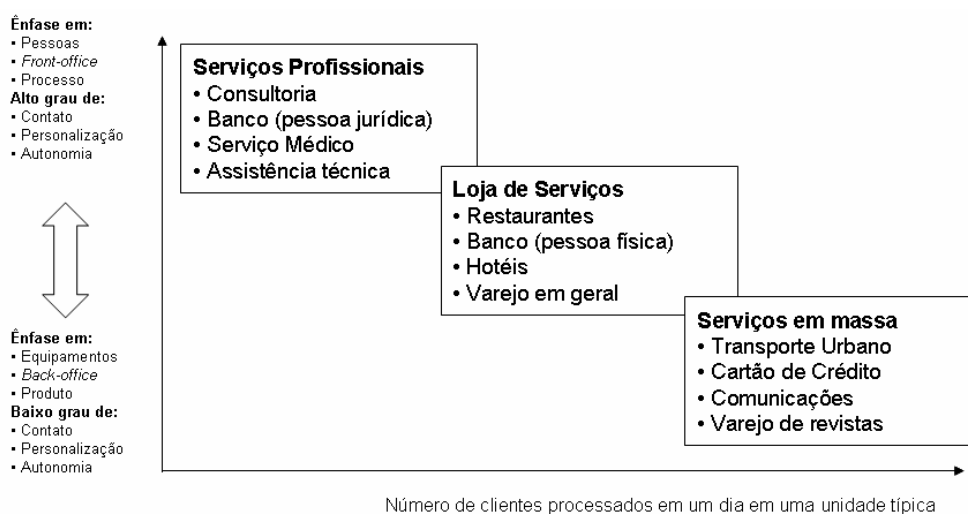 Ênfase em:
▪ Pessoas
▪ Front-office
▪ Processo
Alto grau de:
▪ Contato
▪ Personalização
▪ Autonomia
Ênfase em:
▪ Equipamentos
▪ Back-office
▪ Produto
Baixo grau de:
▪ Contato
▪ Personalização
▪ Autonomia
Serviços Profissionais
• Consultoria
• Banco (pessoa jurídica)
• Serviço Médico
• Assistência técnica
Loja de Serviços
• Restaurantes
• Banco (pessoa física)
• Hotéis
• Varejo em geral
Serviços em massa
• Transporte Urbano
• Cartão de Crédito
• Comunicações
• Varejo de revistas
Número de clientes processados em um dia em uma unidade típica